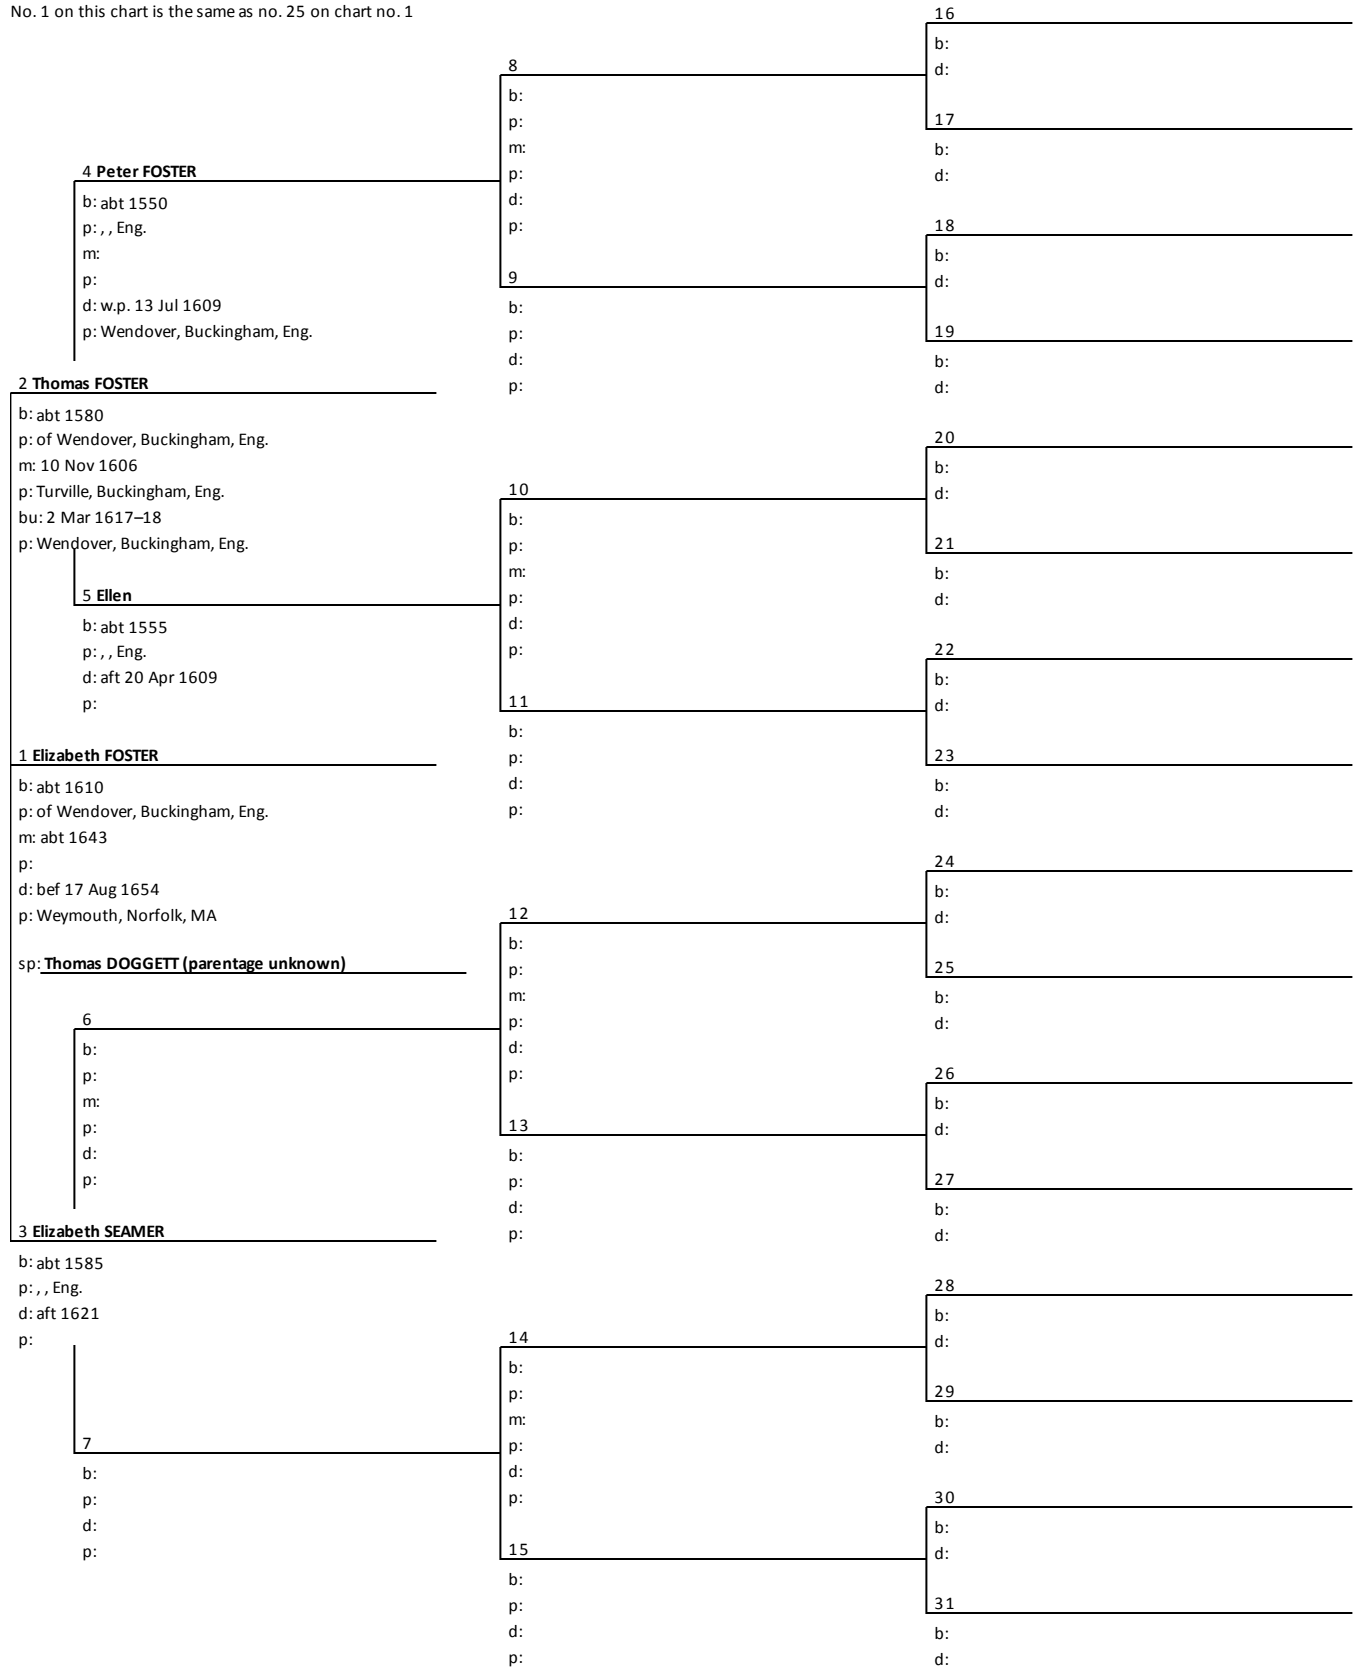 No. 1 on this chart is the same as no. 25 on chart no. 1
4 Peter FOSTER
b: abt 1550
p: , , Eng.
m:
p:
d: w.p. 13 Jul 1609
p: Wendover, Buckingham, Eng.
2 Thomas FOSTER
b: abt 1580
p: of Wendover, Buckingham, Eng.
m: 10 Nov 1606
p: Turville, Buckingham, Eng.
bu: 2 Mar 1617–18
p: Wendover, Buckingham, Eng.
5 Ellen
b: abt 1555
p: , , Eng.
d: aft 20 Apr 1609
p:
1 Elizabeth FOSTER
b: abt 1610
p: of Wendover, Buckingham, Eng.
m: abt 1643
p:
d: bef 17 Aug 1654
p: Weymouth, Norfolk, MA
sp: Thomas DOGGETT (parentage unknown)
6
b:
p:
m:
p:
d:
p:
3 Elizabeth SEAMER
b: abt 1585
p: , , Eng.
d: aft 1621
p:
7
b:
p:
d:
p:
8
b:
p:
m:
p:
d:
p:
9
b:
p:
d:
p:
10
b:
p:
m:
p:
d:
p:
11
b:
p:
d:
p:
12
b:
p:
m:
p:
d:
p:
13
b:
p:
d:
p:
14
b:
p:
m:
p:
d:
p:
15
b:
p:
d:
p:
16
b:
d:
17
b:
d:
18
b:
d:
19
b:
d:
20
b:
d:
21
b:
d:
22
b:
d:
23
b:
d:
24
b:
d:
25
b:
d:
26
b:
d:
27
b:
d:
28
b:
d:
29
b:
d:
30
b:
d:
31
b:
d: